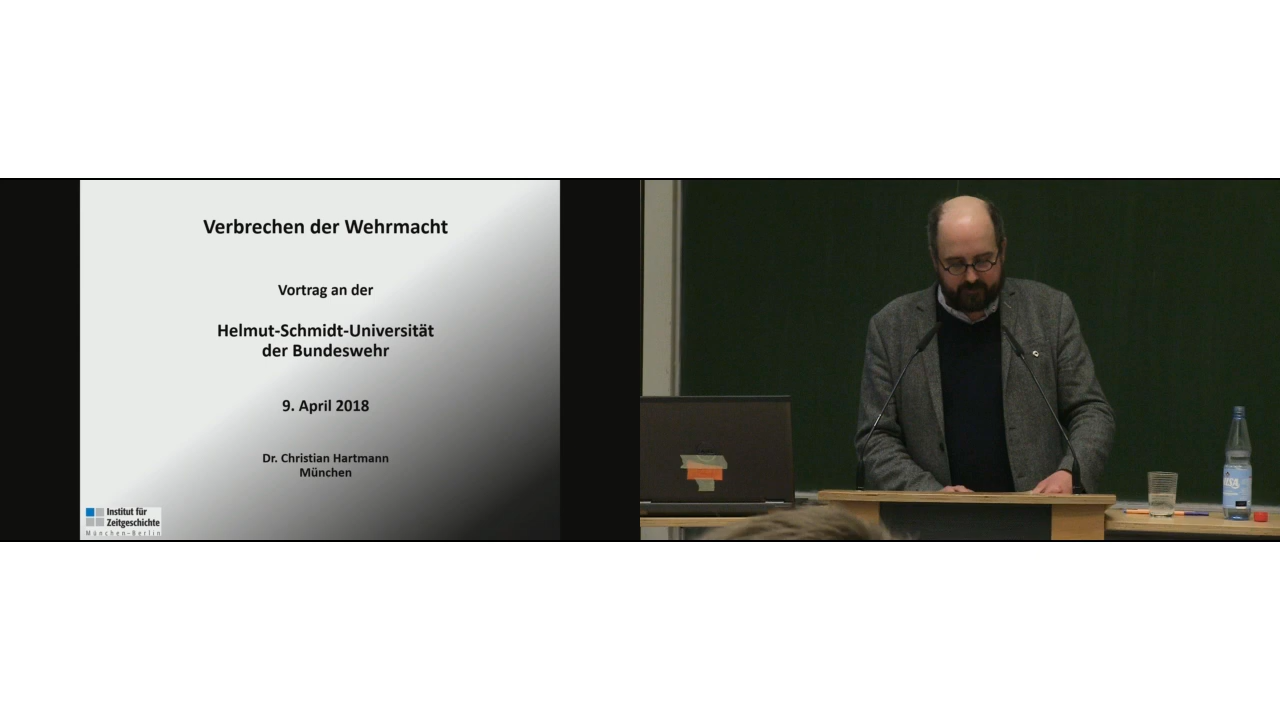 Verbrechen der Wehrmacht
Vortrag an der
Helmut-Schmidt-Universität
der Bundeswehr
9. April 2018
Dr. Christian Hartmann
München
Institut für
Zeitgeschichte
München-Berlin